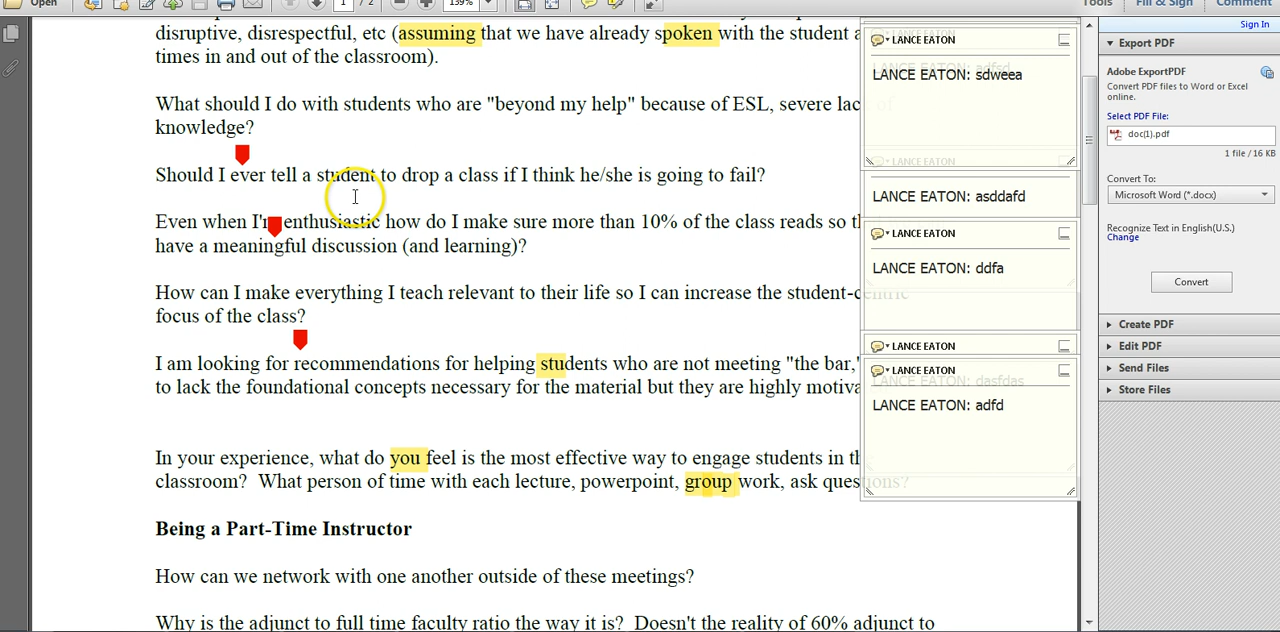 Open
1 / 2
139%
Tools
Fill & Sign
Comment
disruptive, disrespectful, etc (assuming that we have already spoken with the student a
times in and out of the classroom).
What should I do with students who are "beyond my help" because of ESL, severe lac of
knowledge?
Should I ever tell a student to drop a class if I think he/she is going to fail?
Even when I'm enthusiastic how do I make sure more than 10% of the class reads so th
have a meaningful discussion (and learning)?
How can I make everything I teach relevant to their life so I can increase the student-centric
focus of the class?
I am looking for recommendations for helping students who are not meeting "the bar,"
to lack the foundational concepts necessary for the material but they are highly motiva
In your experience, what do you feel is the most effective way to engage students in th
classroom? What person of time with each lecture, powerpoint, group work, ask questions?
Being a Part-Time Instructor
How can we network with one another outside of these meetings?
Why is the adjunct to full time faculty ratio the way it is? Doesn't the reality of 60% adjunct to
LANCE EATON
LANCE EATON: adfsd
LANCE EATON: sdweea
LANCE EATON: asddafd
LANCE EATON
LANCE EATON: ddfa
LANCE EATON
LANCE EATON
LANCE EATON: dasfdas
LANCE EATON: adfd
Sign In
Export PDF
Adobe ExportPDF
Convert PDF files to Word or Excel
online.
Select PDF File:
doc(1).pdf
1 file / 16 KB
Convert To:
Microsoft Word (*.docx)
Recognize Text in English(U.S.)
Change
Convert
Create PDF
Edit PDF
Send Files
Store Files